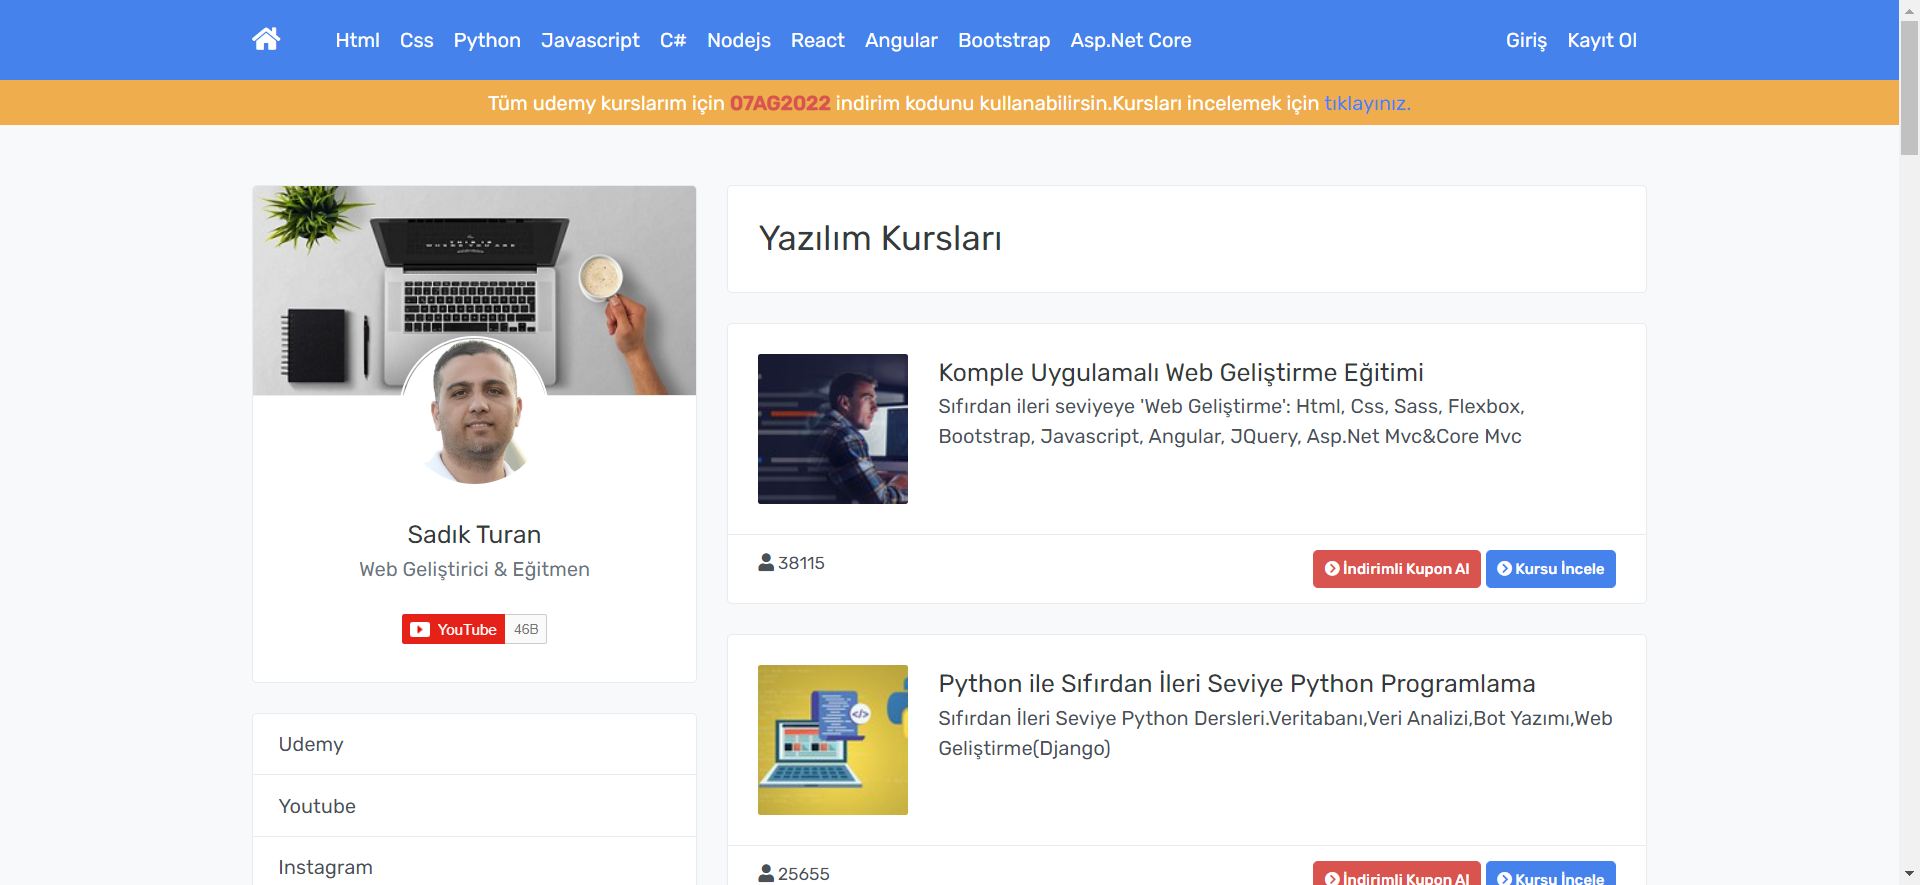 Html Css Python Javascript C# Nodejs React Angular Bootstrap Asp.Net Core Giriş Kayıt Ol
Tüm udemy kurslarım için 07AG2022 indirim kodunu kullanabilirsin.Kursları incelemek için tıklayınız.
Sadık Turan
Web Geliştirici & Eğitmen
YouTube 46B
Udemy
Youtube
Instagram
Yazılım Kursları
Komple Uygulamalı Web Geliştirme Eğitimi
Sıfırdan ileri seviyeye 'Web Geliştirme': Html, Css, Sass, Flexbox,
Bootstrap, Javascript, Angular, JQuery, Asp.Net Mvc&Core Mvc
38115 İndirimli Kupon Al Kursu İncele
Python ile Sıfırdan İleri Seviye Python Programlama
Sıfırdan İleri Seviye Python Dersleri.Veritabanı,Veri Analizi,Bot Yazımı,Web
Geliştirme(Django)
25655 İndirimli Kupon Al Kursu İncele